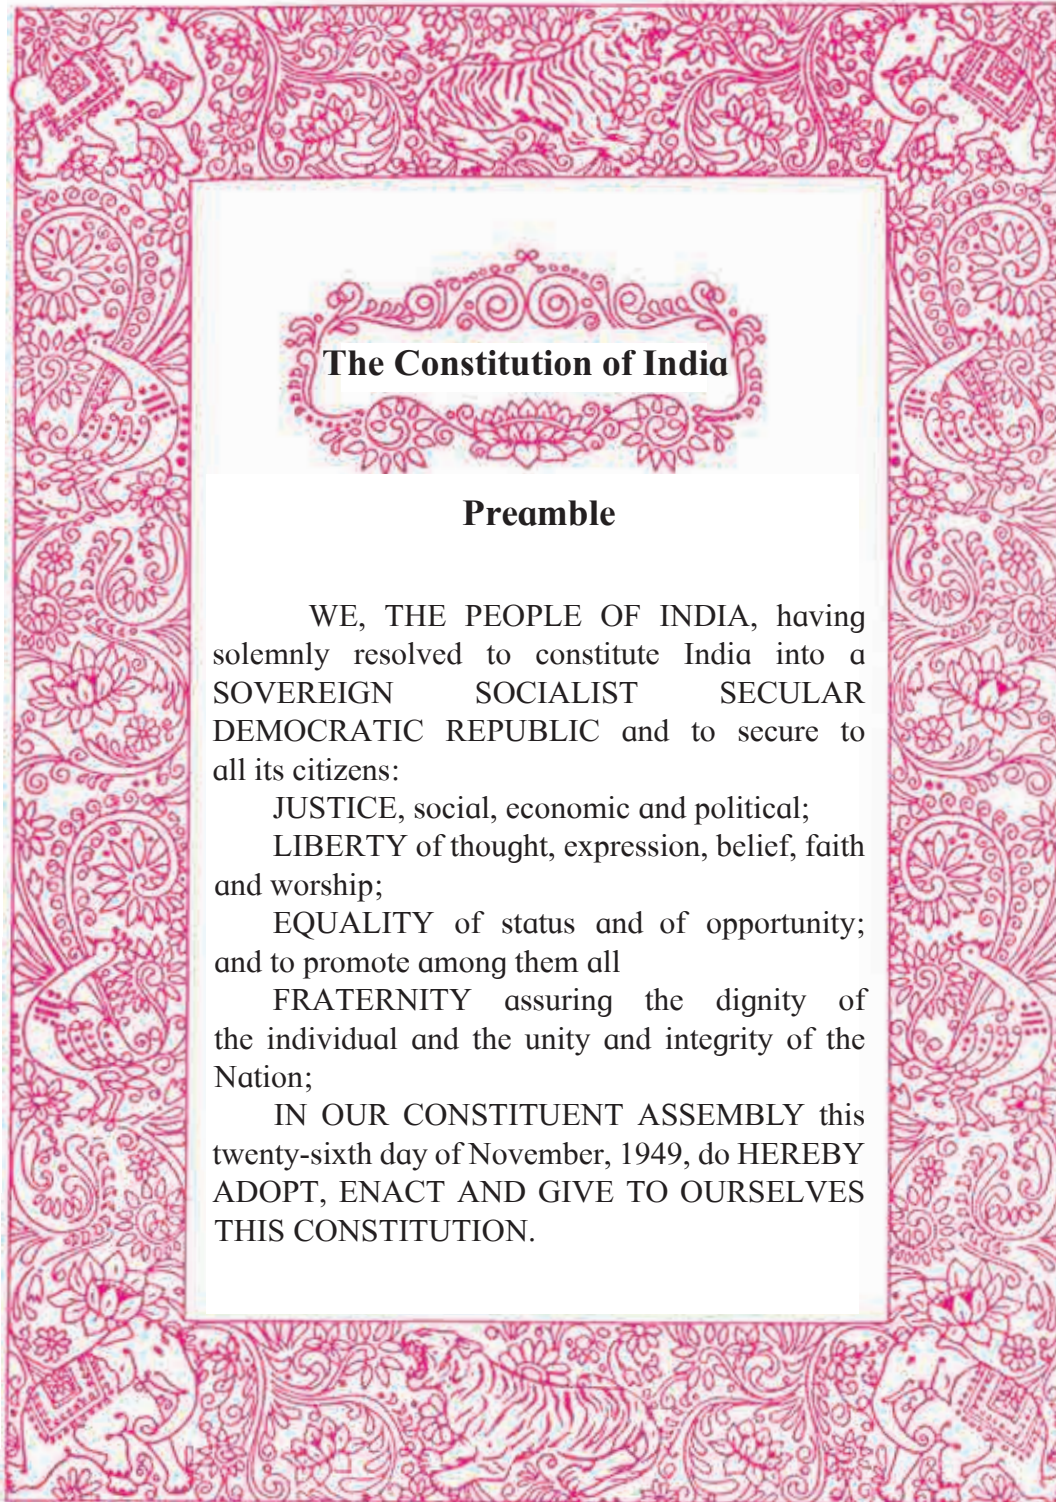 The Constitution of India
Preamble
WE, THE PEOPLE OF INDIA, having
solemnly resolved to constitute India into a
SOVEREIGN SOCIALIST SECULAR
DEMOCRATIC REPUBLIC and to secure to
all its citizens:
JUSTICE, social, economic and political;
LIBERTY of thought, expression, belief, faith
and worship;
EQUALITY of status and of opportunity;
and to promote among them all
FRATERNITY assuring the dignity of
the individual and the unity and integrity of the
Nation;
IN OUR CONSTITUENT ASSEMBLY this
twenty-sixth day of November, 1949, do HEREBY
ADOPT, ENACT AND GIVE TO OURSELVES
THIS CONSTITUTION.